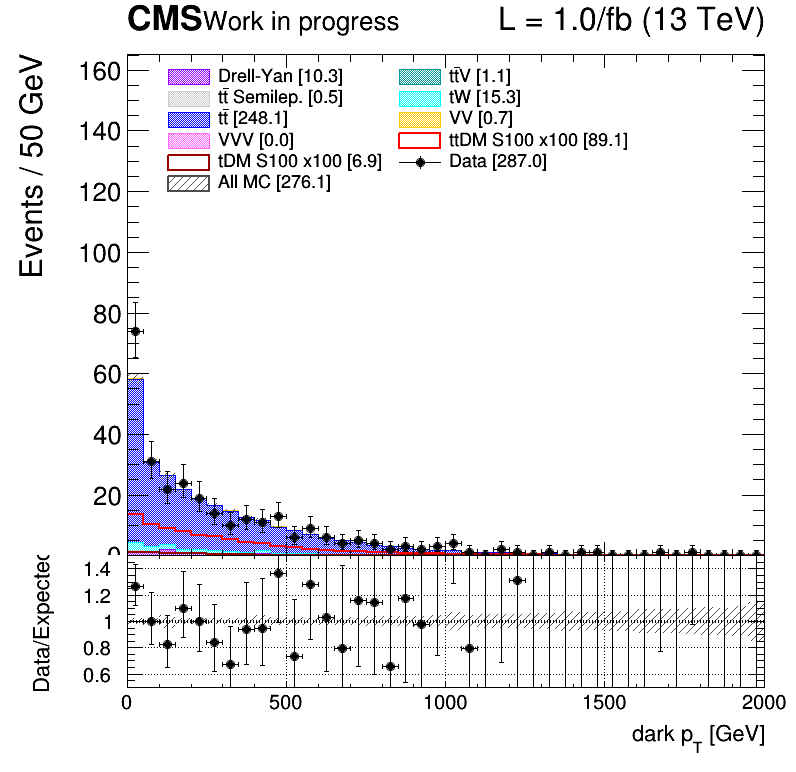 CMS Work in progress L = 1.0/fb (13 TeV)
Events / 50 GeV
160
140
120
100
80
60
40
20
0
Drell-Yan [10.3]
tt̄ Semilep. [0.5]
tt̄ [248.1]
VVV [0.0]
tDM S100 x100 [6.9]
All MC [276.1]
tt̄V [1.1]
tW [15.3]
VV [0.7]
ttDM S100 x100 [89.1]
Data [287.0]
Data/Expected
1.4
1.2
1
0.8
0.6
0 500 1000 1500 2000
dark pT [GeV]